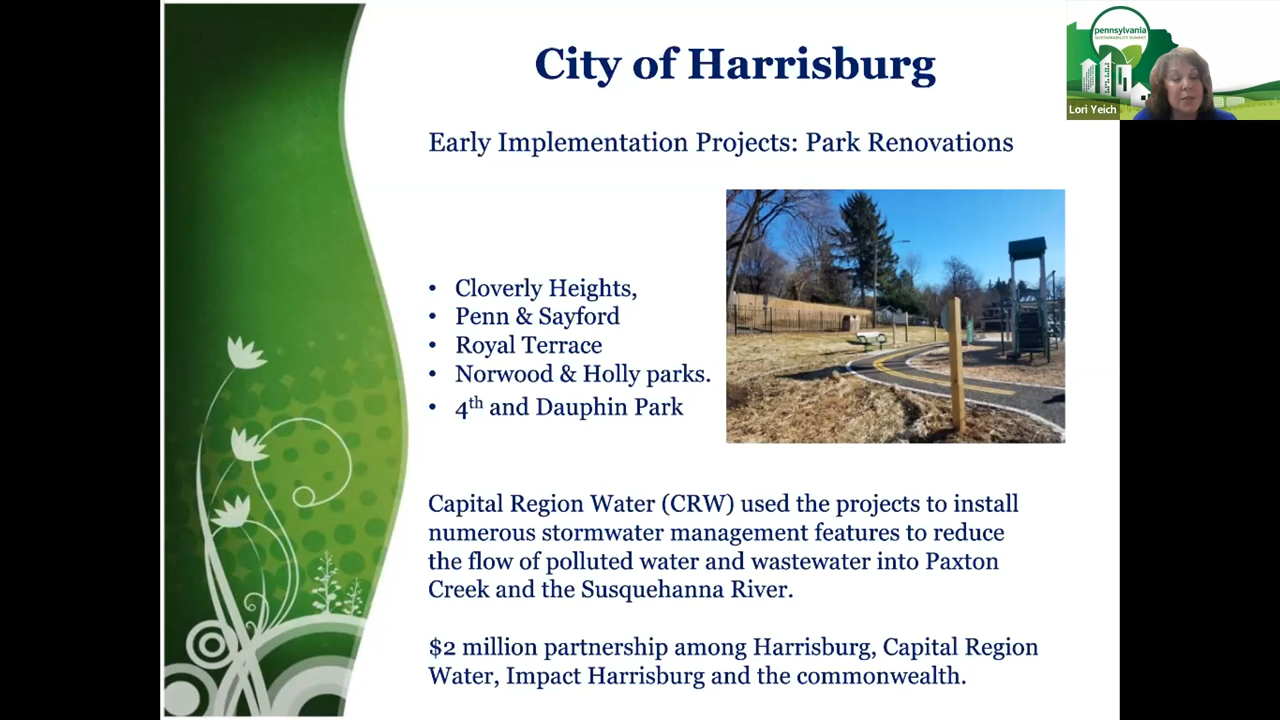 City of Harrisburg
pennsylvania
SUSTAINABILITY SUMMIT
Lori Yeich
Early Implementation Projects: Park Renovations
• Cloverly Heights,
• Penn & Sayford
• Royal Terrace
• Norwood & Holly parks.
• 4th and Dauphin Park
Capital Region Water (CRW) used the projects to install
numerous stormwater management features to reduce
the flow of polluted water and wastewater into Paxton
Creek and the Susquehanna River.
$2 million partnership among Harrisburg, Capital Region
Water, Impact Harrisburg and the commonwealth.